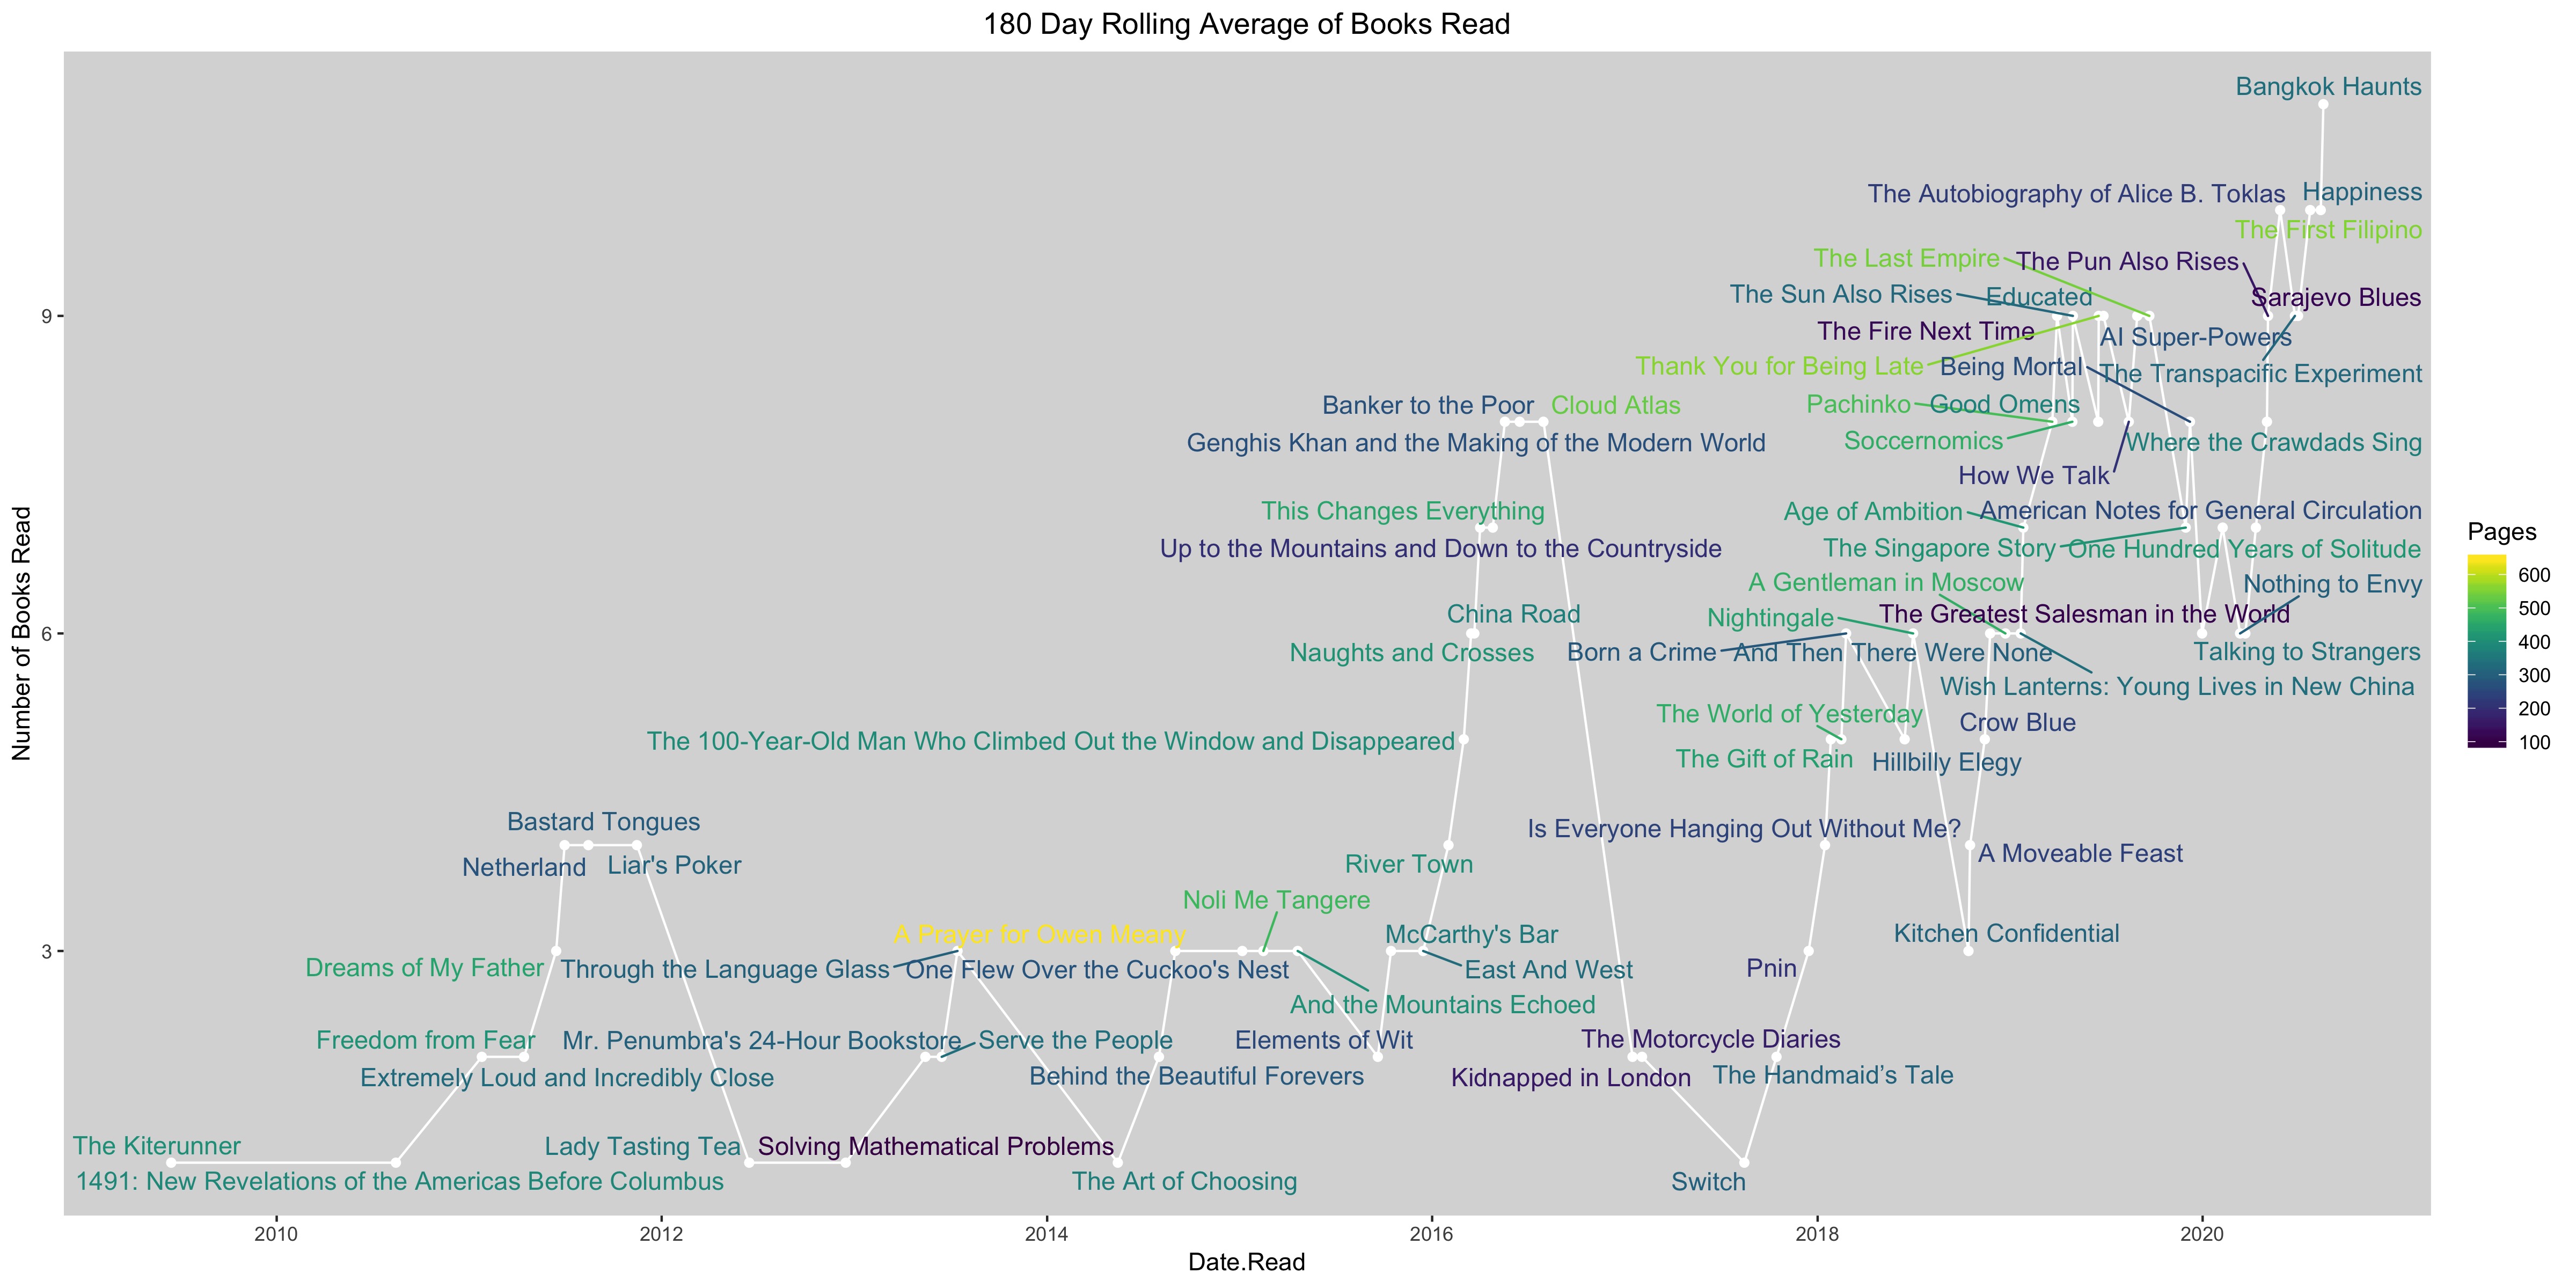 180 Day Rolling Average of Books Read
Bangkok Haunts
The Autobiography of Alice B. Toklas
Happiness
The First Filipino
The Last Empire
The Pun Also Rises
The Sun Also Rises
Educated
Sarajevo Blues
9
The Fire Next Time
AI Super-Powers
Thank You for Being Late
Being Mortal
The Transpacific Experiment
Banker to the Poor
Cloud Atlas
Pachinko
Good Omens
Genghis Khan and the Making of the Modern World
Soccernomics
Where the Crawdads Sing
How We Talk
This Changes Everything
Age of Ambition
American Notes for General Circulation
Up to the Mountains and Down to the Countryside
The Singapore Story
One Hundred Years of Solitude
A Gentleman in Moscow
Nothing to Envy
China Road
Nightingale
The Greatest Salesman in the World
6
Naughts and Crosses
Born a Crime
And Then There Were None
Talking to Strangers
Wish Lanterns: Young Lives in New China
The World of Yesterday
Crow Blue
The 100-Year-Old Man Who Climbed Out the Window and Disappeared
The Gift of Rain
Hillbilly Elegy
Bastard Tongues
Is Everyone Hanging Out Without Me?
Netherland
Liar's Poker
River Town
A Moveable Feast
Noli Me Tangere
A Prayer for Owen Meany
McCarthy's Bar
Kitchen Confidential
3
Dreams of My Father
Through the Language Glass
One Flew Over the Cuckoo's Nest
East And West
Pnin
And the Mountains Echoed
Freedom from Fear
Mr. Penumbra's 24-Hour Bookstore
Serve the People
Elements of Wit
The Motorcycle Diaries
Extremely Loud and Incredibly Close
Behind the Beautiful Forevers
Kidnapped in London
The Handmaid’s Tale
The Kiterunner
Lady Tasting Tea
Solving Mathematical Problems
1491: New Revelations of the Americas Before Columbus
The Art of Choosing
Switch
2010
2012
2014
2016
2018
2020
Date.Read
Number of Books Read
Pages
600
500
400
300
200
100